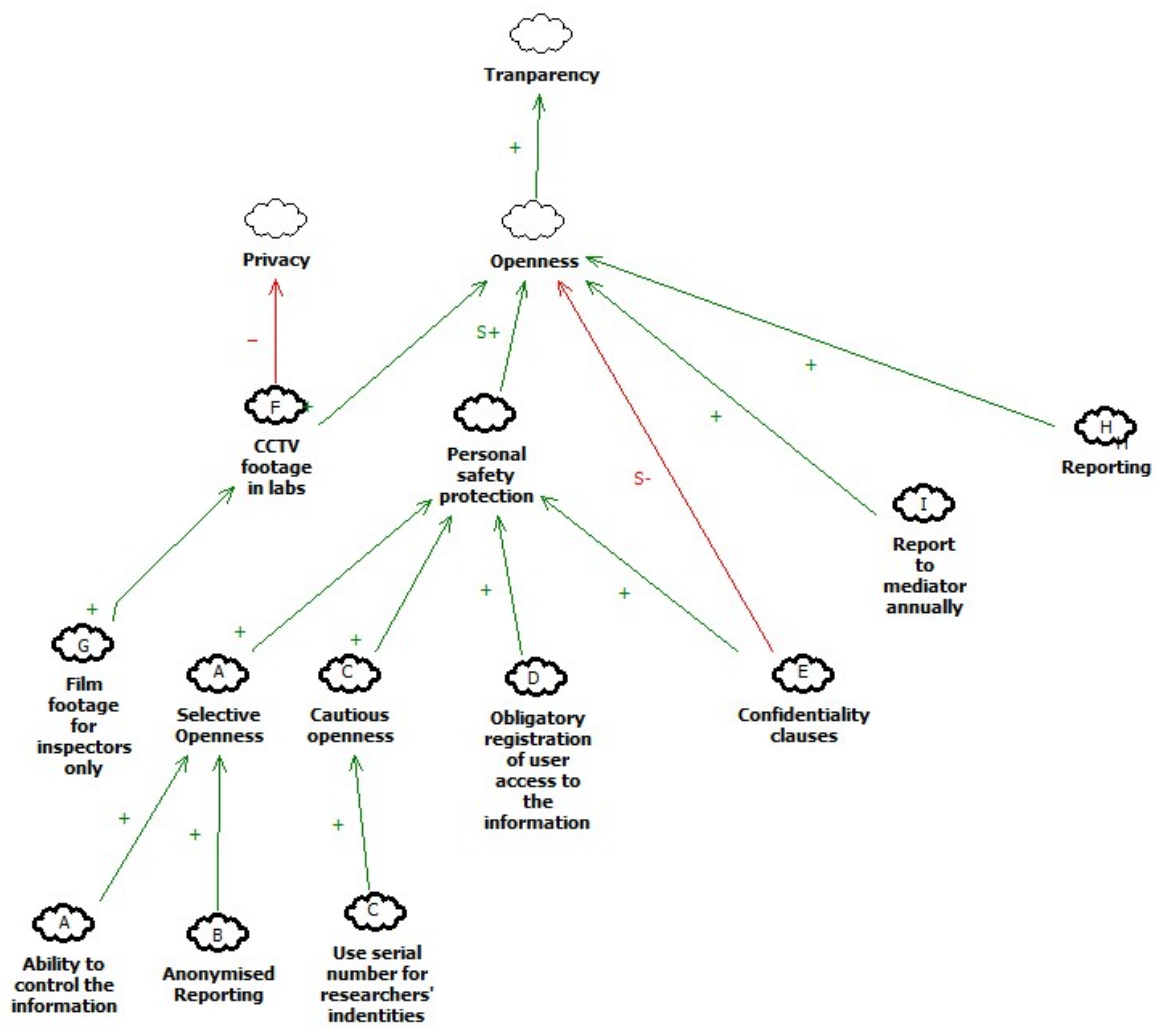 Tranparency
+
Privacy
Openness
−
S+
+
+
F
+
CCTV
footage
in labs
Personal
safety
protection
S-
H
H
Reporting
I
Report
to
mediator
annually
+
G
Film
footage
for
inspectors
only
+
A
Selective
Openness
+
C
Cautious
openness
+
D
Obligatory
registration
of user
access to
the
information
+
E
Confidentiality
clauses
+
+
+
A
Ability to
control the
information
B
Anonymised
Reporting
C
Use serial
number for
researchers'
indentities